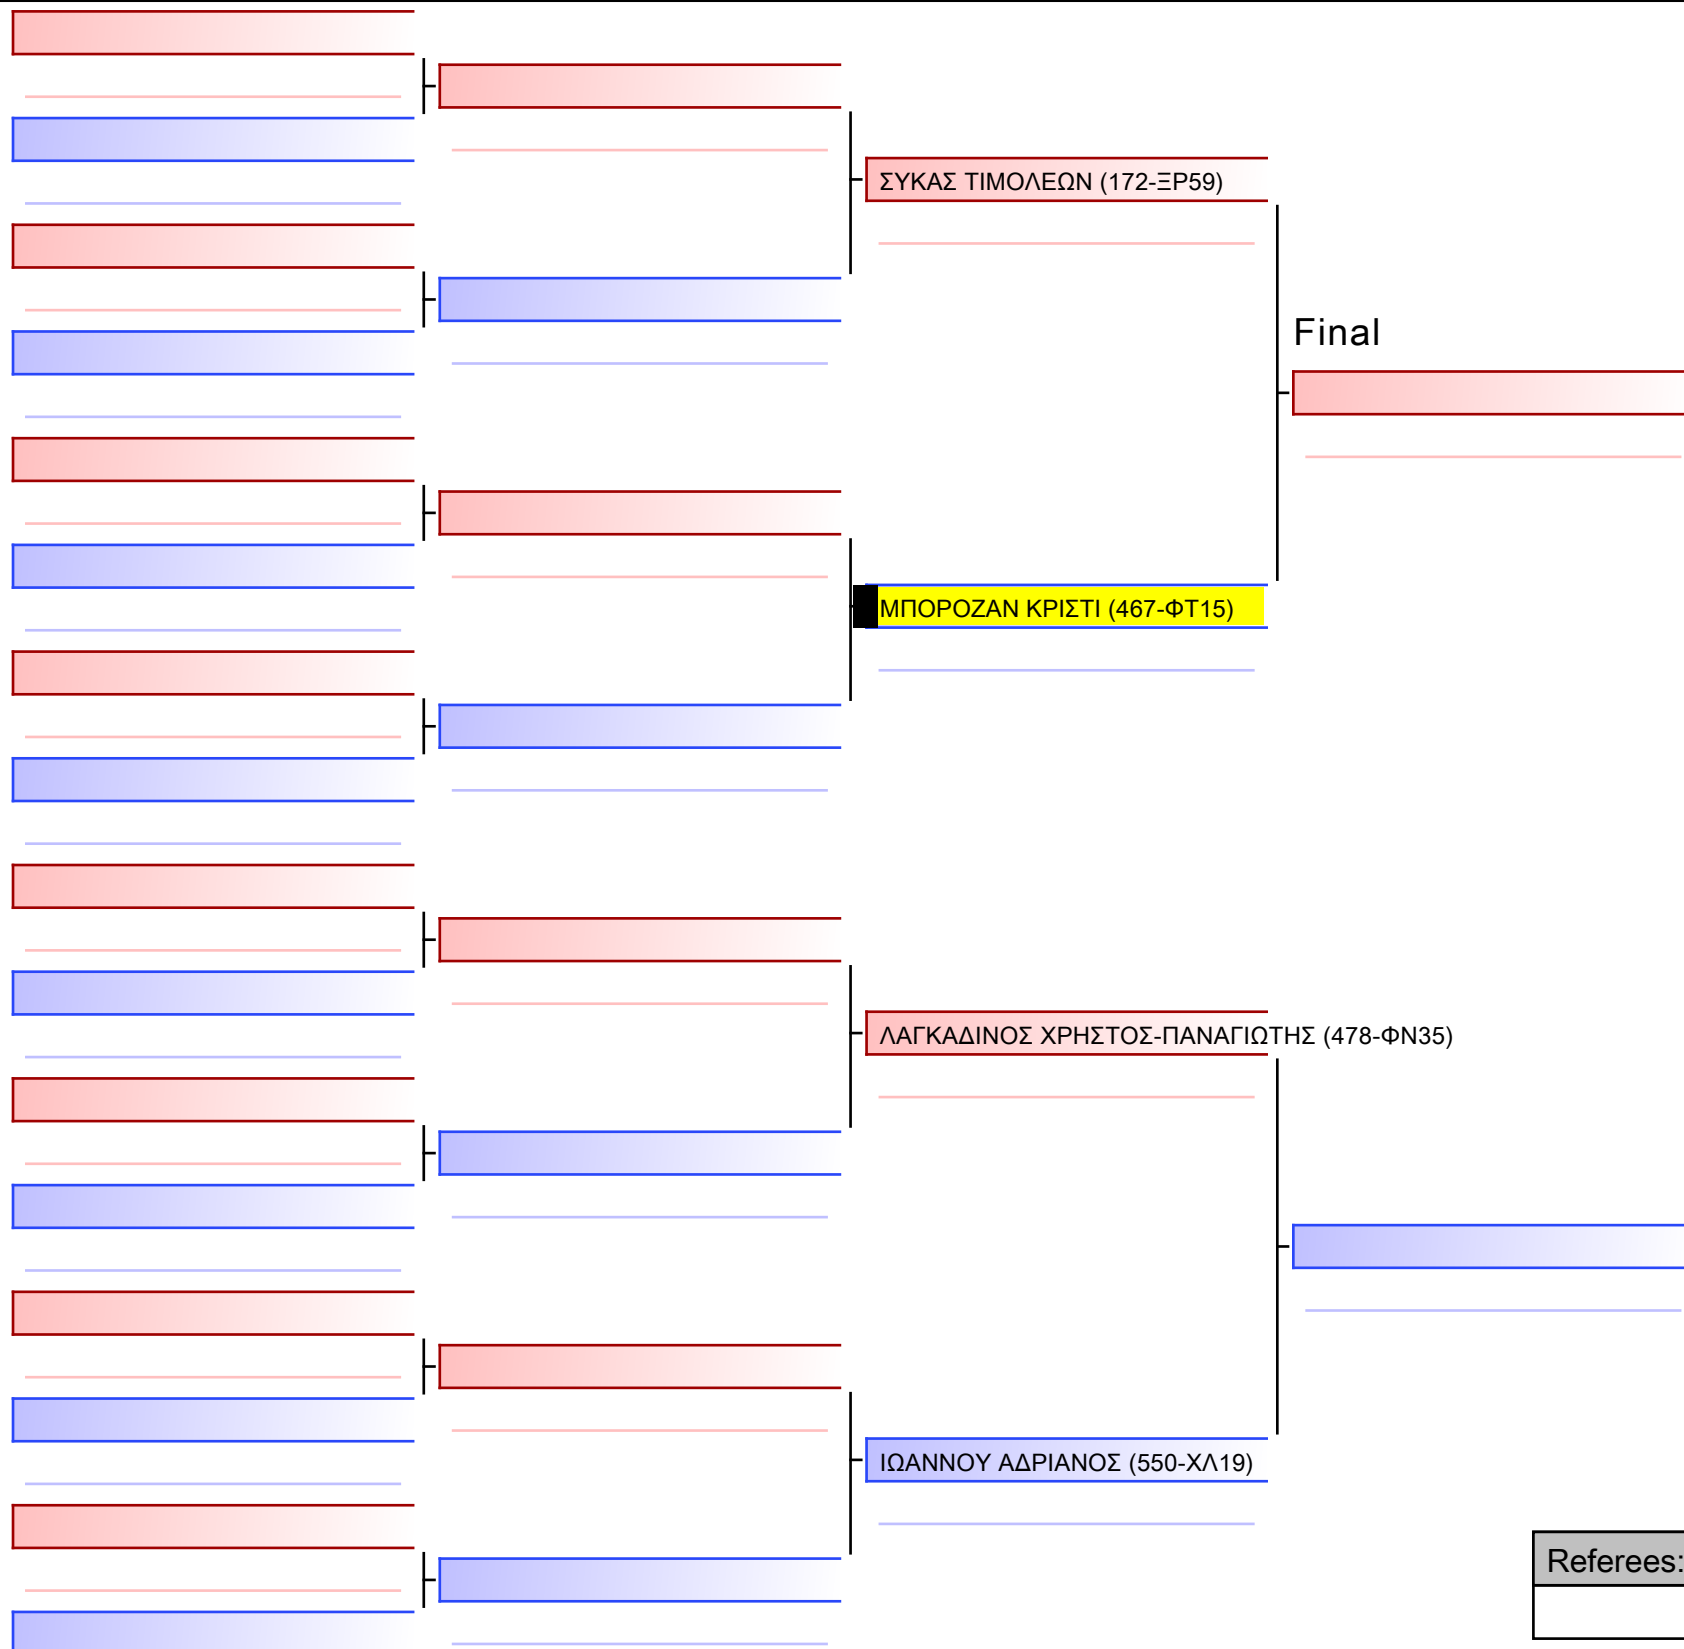 ΣΥΚΑΣ ΤΙΜΟΛΕΩΝ (172-ΞΡ59)
Final
ΜΠΟΡΟΖΑΝ ΚΡΙΣΤΙ (467-ΦΤ15)
ΛΑΓΚΑΔΙΝΟΣ ΧΡΗΣΤΟΣ-ΠΑΝΑΓΙΩΤΗΣ (478-ΦΝ35)
ΙΩΑΝΝΟΥ ΑΔΡΙΑΝΟΣ (550-ΧΛ19)
Referees: